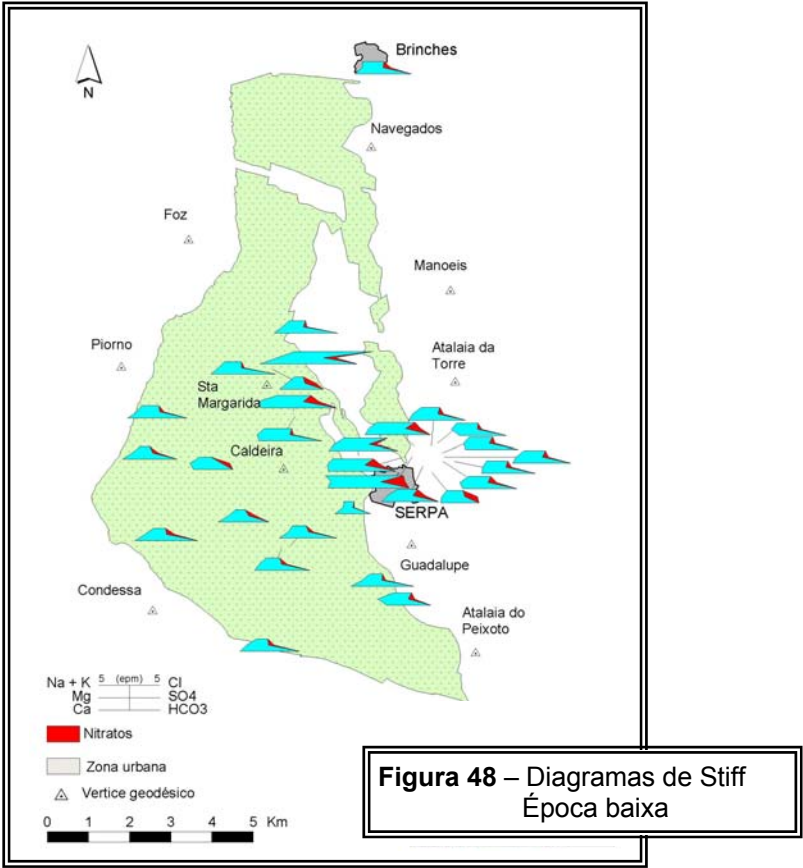 Brinches
N
Navegados
Foz
Manoeis
Piorno
Atalaia da
Torre
Sta
Margarida
Caldeira
SERPA
Guadalupe
Condessa
Atalaia do
Peixoto
Na + K 5 (epm) 5 Cl
Mg SO4
Ca HCO3
Nitratos
Zona urbana
Vertice geodésico
0 1 2 3 4 5 Km
Figura 48 – Diagramas de Stiff
Época baixa